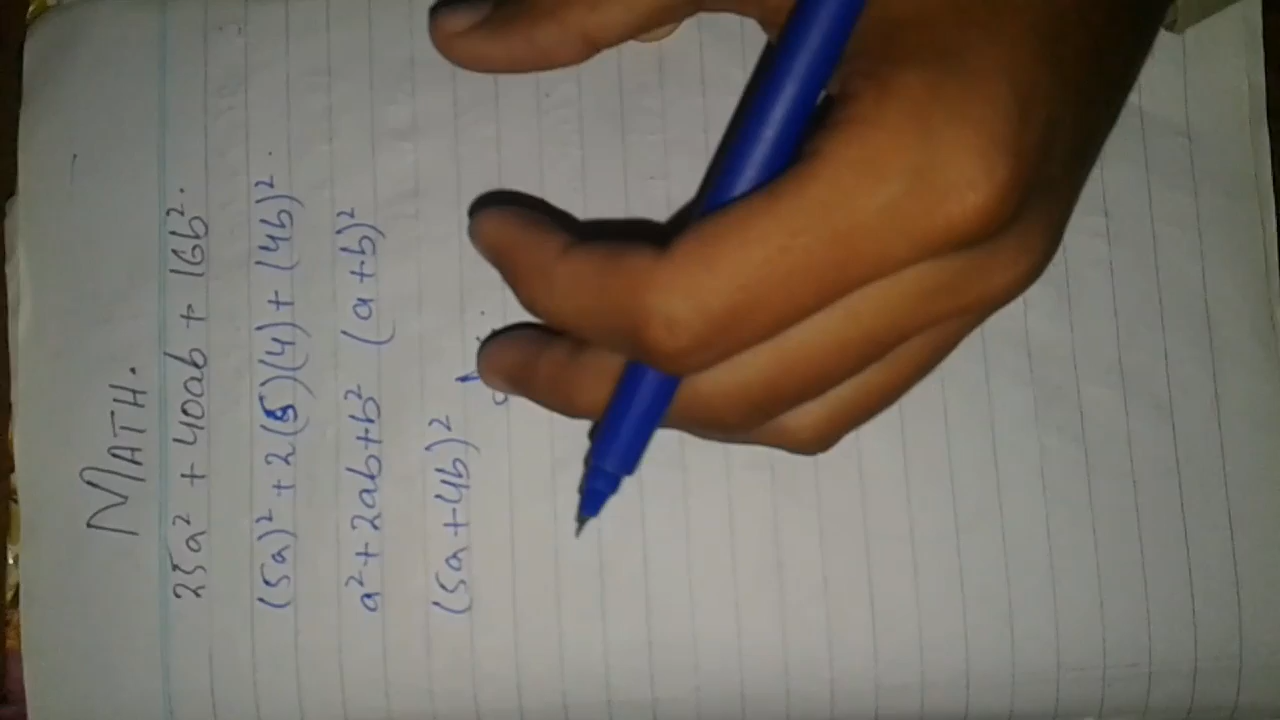 MATH.
25a² + 40ab + 16b².
(5a)² + 2(5)(4) + (4b)².
a² + 2ab + b² (a + b)²
(5a + 4b)²